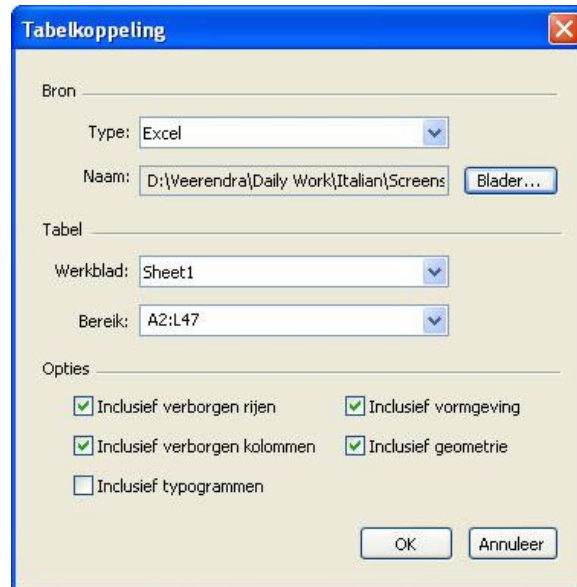 Tabelkoppeling
Bron
Type: Excel
Naam: D:\Veerendra\Daily Work\Italian\Screens Blader...
Tabel
Werkblad: Sheet1
Bereik: A2:L47
Opties
Inclusief verborgen rijen Inclusief vormgeving
Inclusief verborgen kolommen Inclusief geometrie
Inclusief typogrammen
OK Annuleer